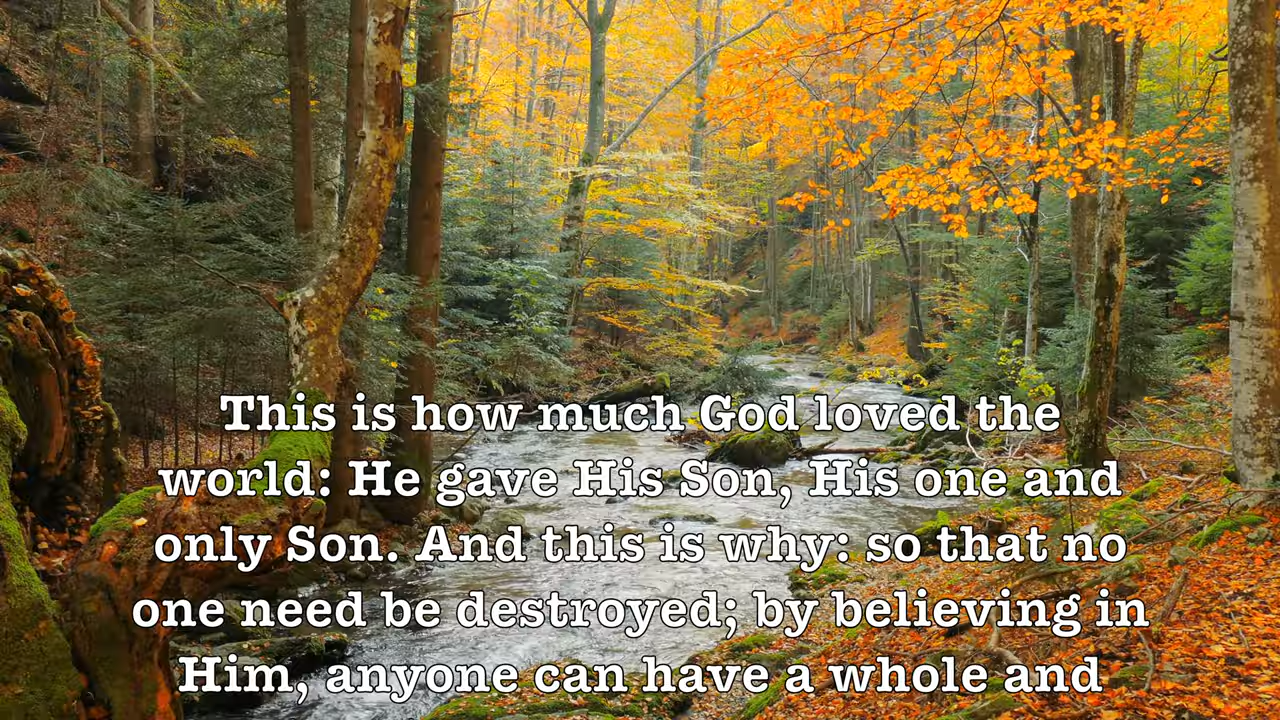 This is how much God loved the
world: He gave His Son, His one and
only Son. And this is why: so that no
one need be destroyed; by believing in
Him, anyone can have a whole and